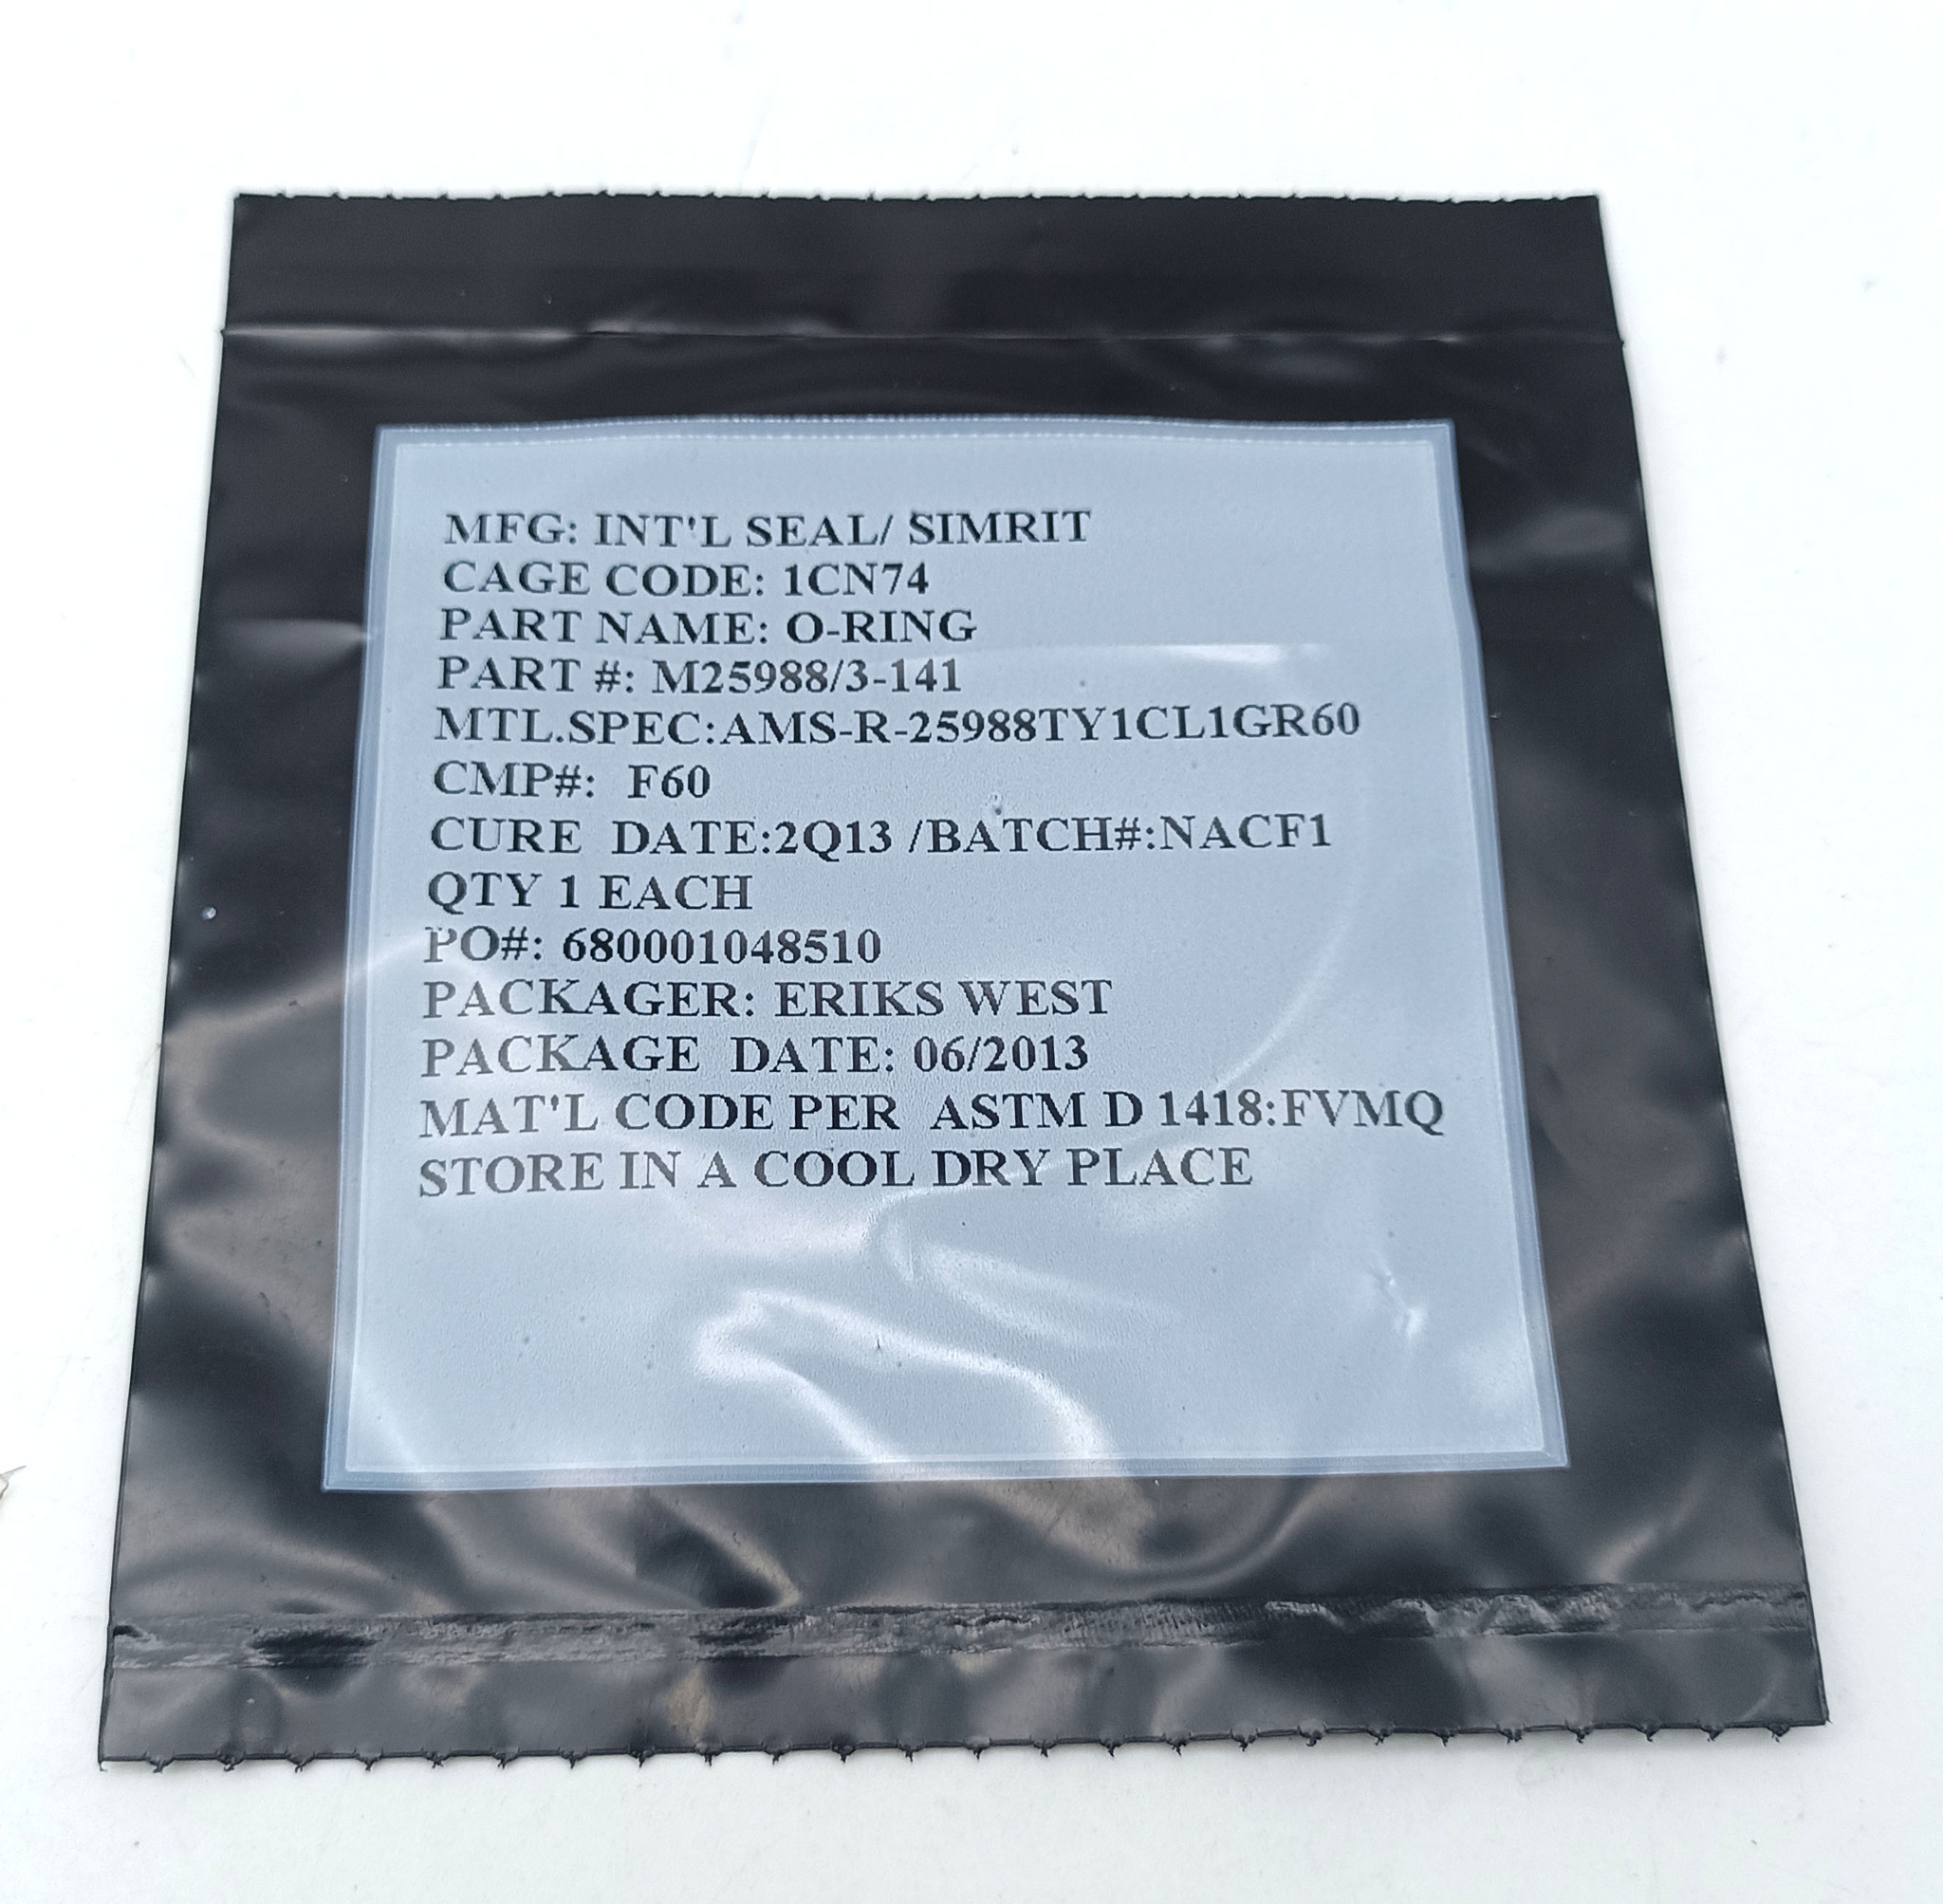 MFG: INT'L SEAL/ SIMRIT
CAGE CODE: 1CN74
PART NAME: O-RING
PART #: M25988/3-141
MTL.SPEC:AMS-R-25988TY1CL1GR60
CMP#: F60
CURE DATE:2Q13 /BATCH#:NACF1
QTY 1 EACH
PO#: 680001048510
PACKAGER: ERIKS WEST
PACKAGE DATE: 06/2013
MAT'L CODE PER ASTM D 1418:FVMQ
STORE IN A COOL DRY PLACE